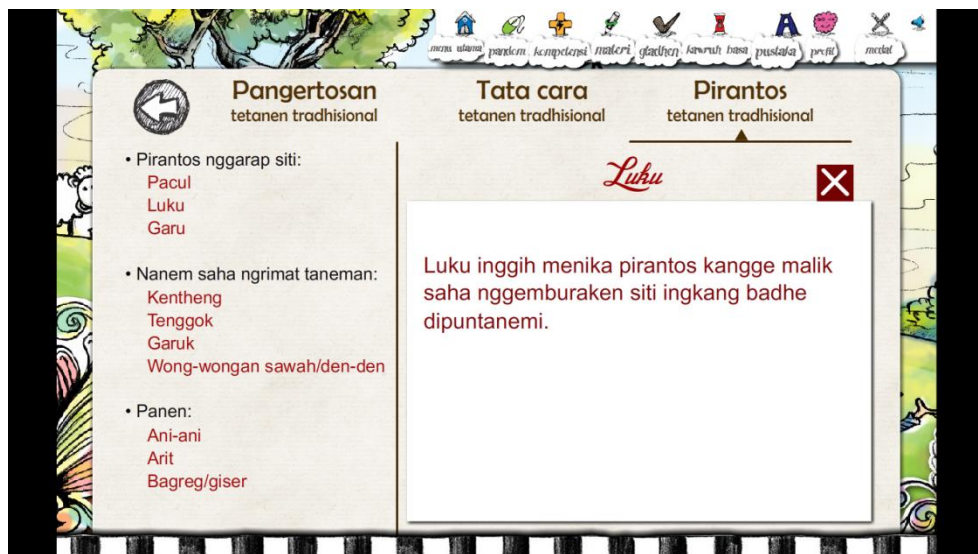 menu utama pandom kompetensi materi gladhen kawruh basa pustaka profil medal
Pangertosan
tetanen tradhisional
Tata cara
tetanen tradhisional
Pirantos
tetanen tradhisional
• Pirantos nggarap siti:
Pacul
Luku
Garu
• Nanem saha ngrimat taneman:
Kentheng
Tenggok
Garuk
Wong-wongan sawah/den-den
• Panen:
Ani-ani
Arit
Bagreg/giser
Luku
Luku inggih menika pirantos kangge malik
saha nggemburaken siti ingkang badhe
dipuntanemi.